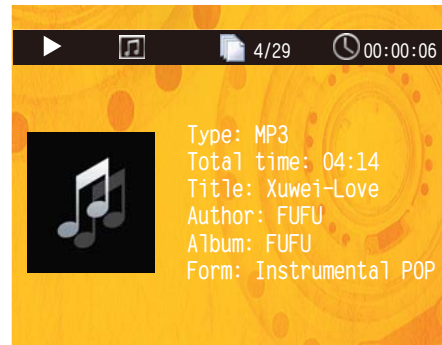 4/29 00:00:06
Type: MP3
Total time: 04:14
Title: Xuwei-Love
Author: FUFU
Album: FUFU
Form: Instrumental POP